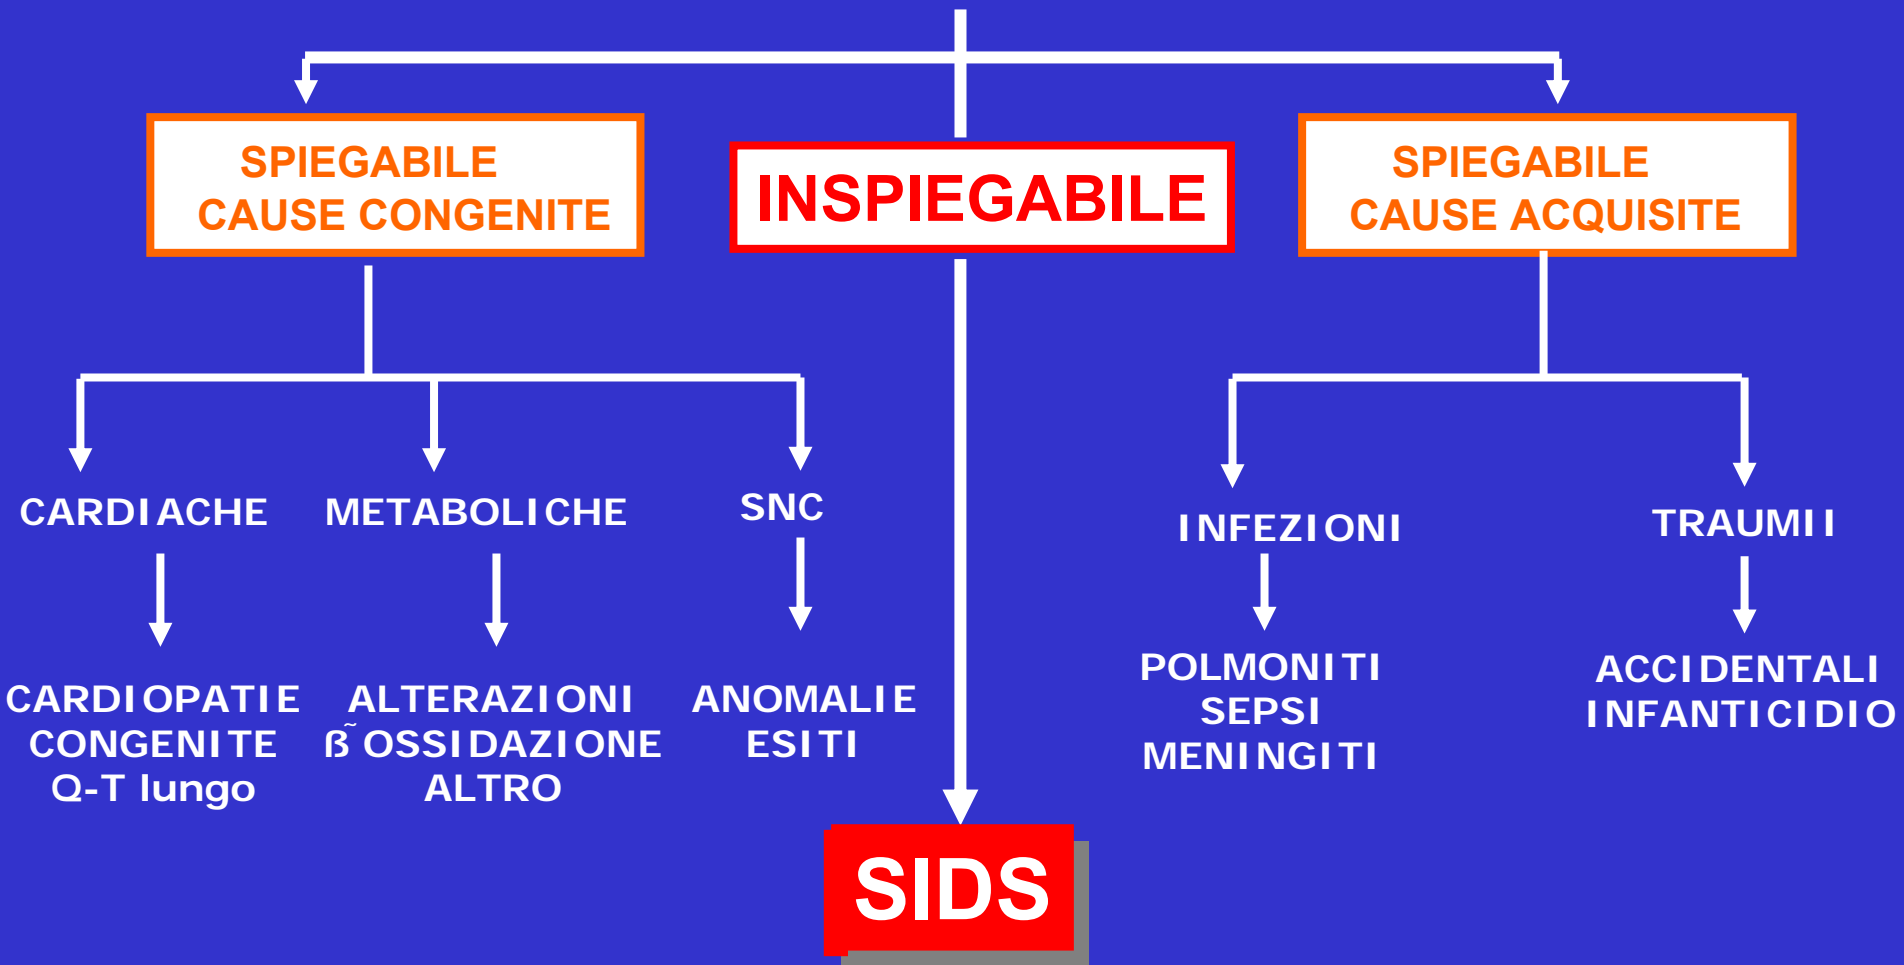 SPIEGABILE
CAUSE CONGENITE
INSPIEGABILE
SPIEGABILE
CAUSE ACQUISITE
CARDIACHE
METABOLICHE
SNC
INFEZIONI
TRAUMII
CARDIOPATIE
CONGENITE
Q-T lungo
ALTERAZIONI
ß ̃OSSIDAZIONE
ALTRO
ANOMALIE
ESITI
POLMONITI
SEPSI
MENINGITI
ACCIDENTALI
INFANTICIDIO
SIDS